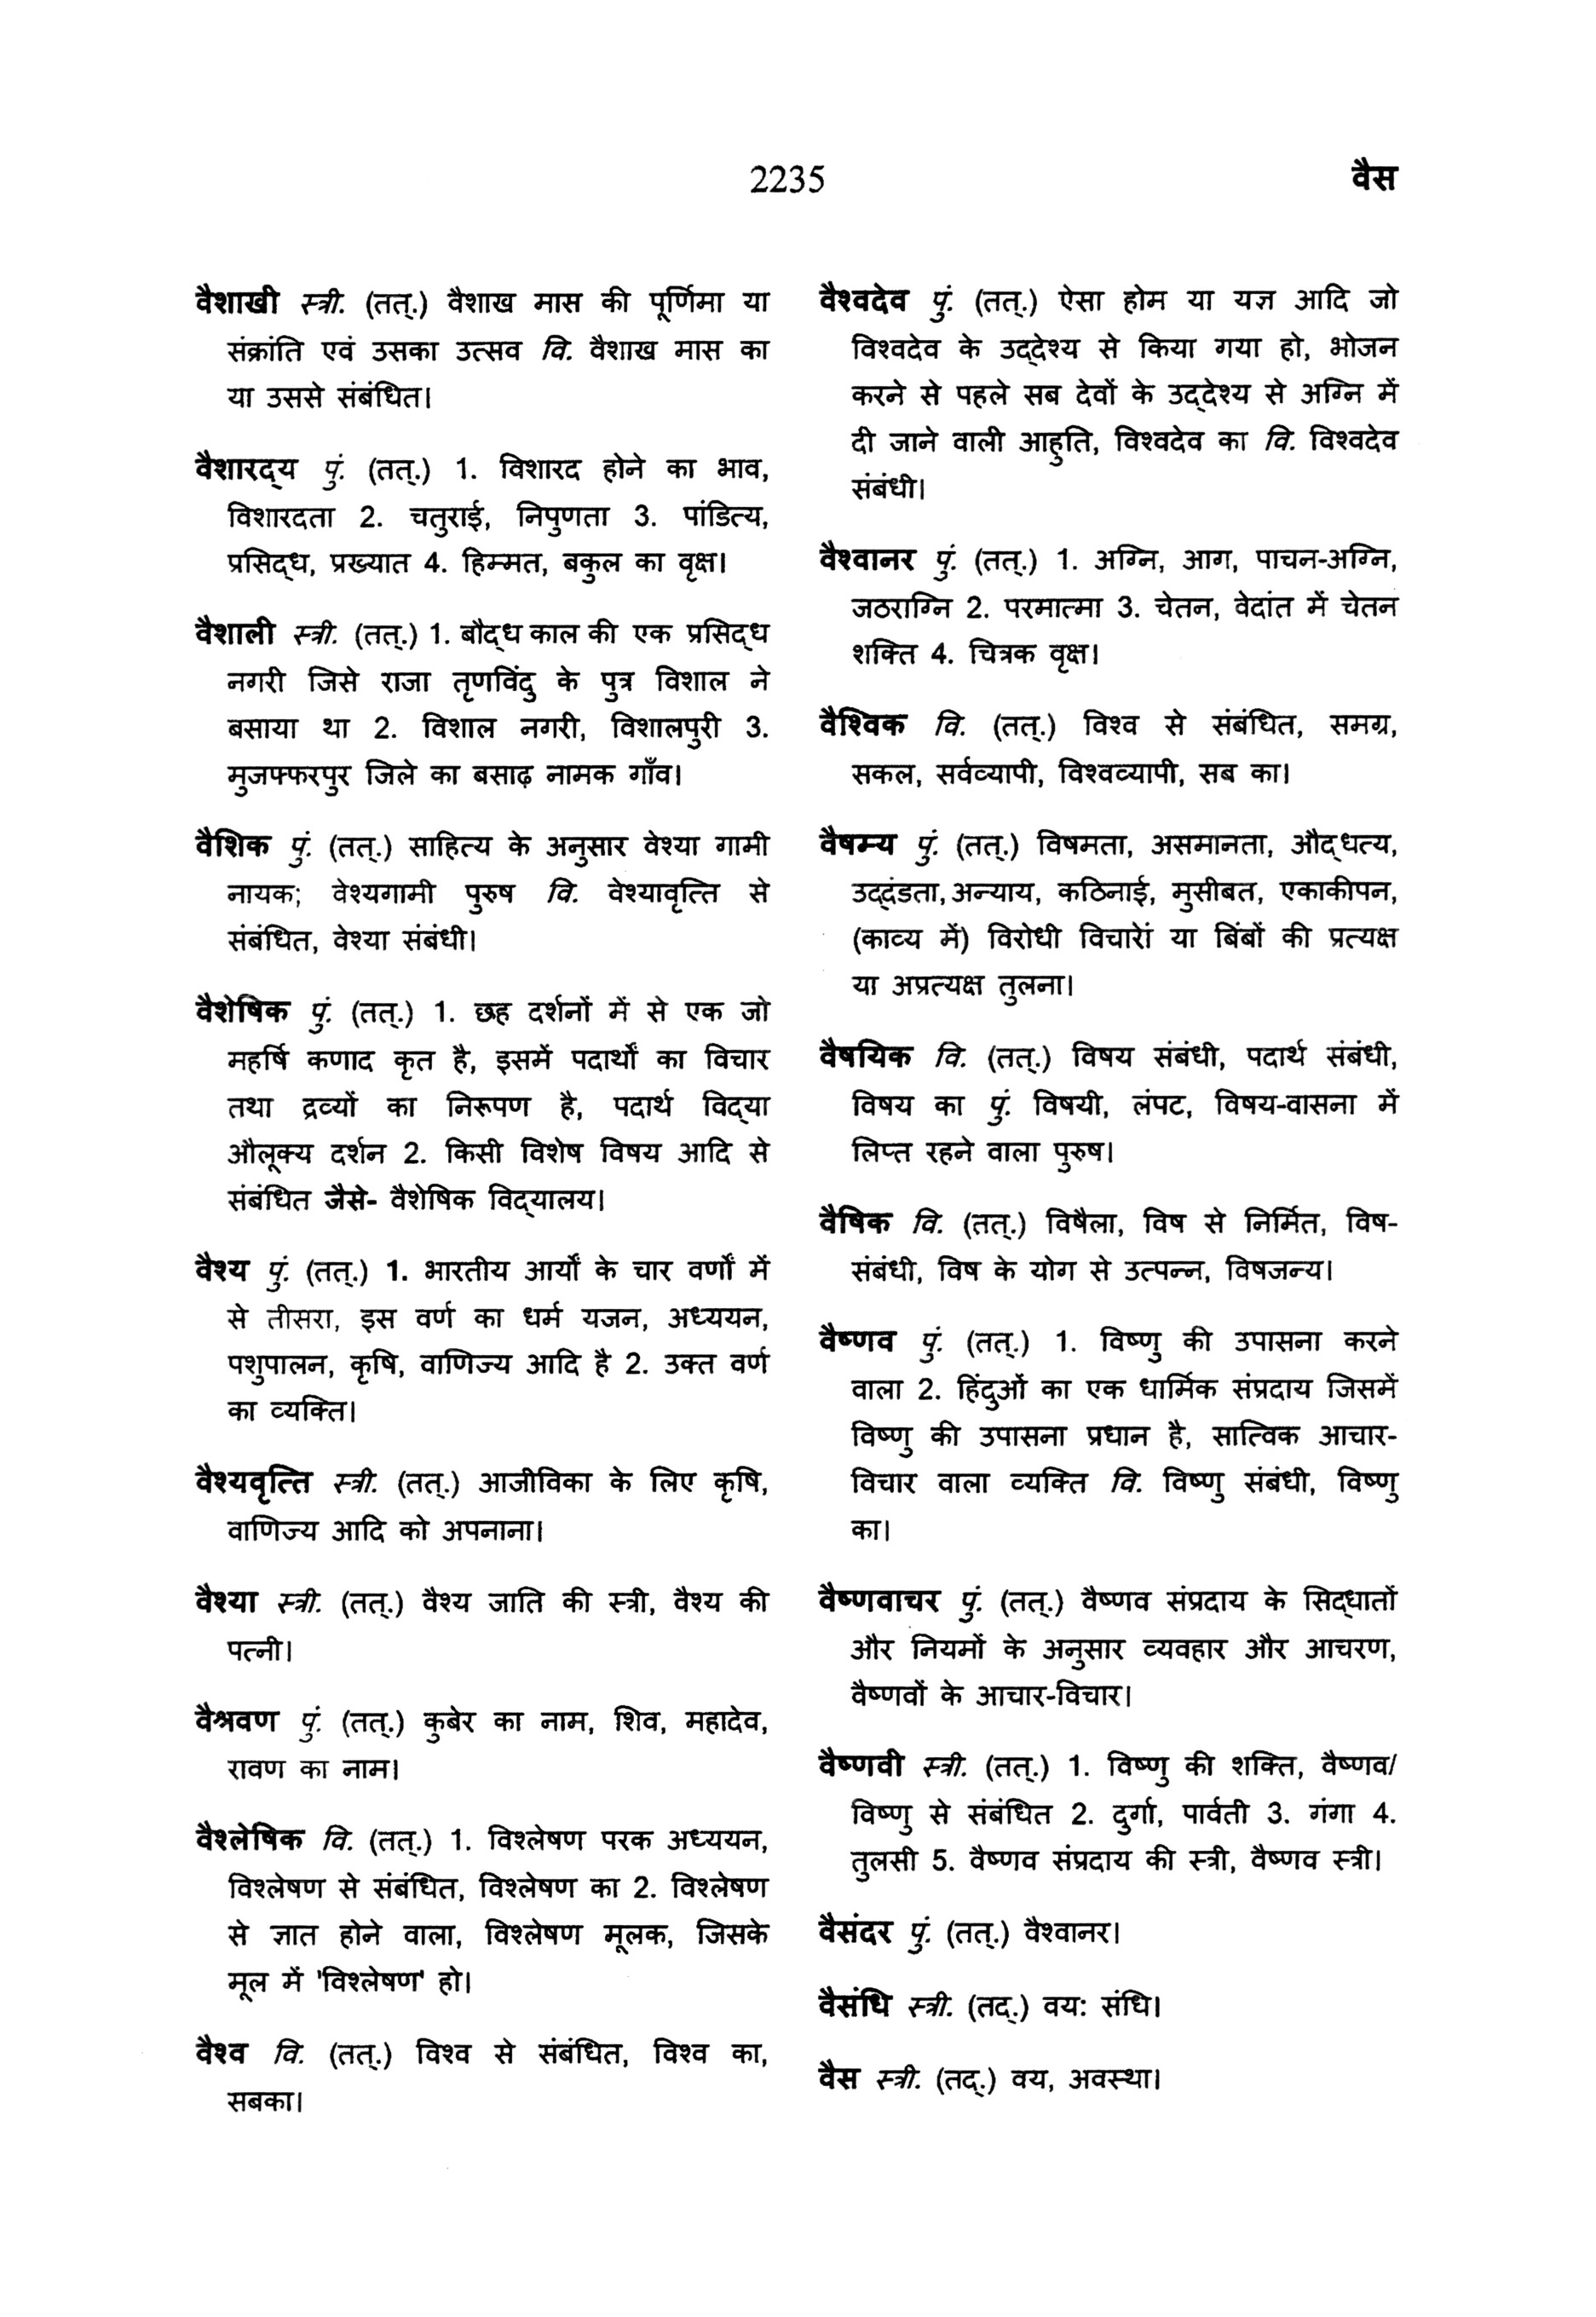 2235
वैस
वैशाखी स्त्री. (तत्.) वैशाख मास की पूर्णिमा या
संक्रांति एवं उसका उत्सव वि. वैशाख मास का
या उससे संबंधित।
वैशारद्‌य पुं. (तत्.) 1. विशारद होने का भाव,
विशारदता 2. चतुराई, निपुणता 3. पांडित्य,
प्रसिद्‌ध, प्रख्यात 4. हिम्मत, बकुल का वृक्ष।
वैशाली स्त्री. (तत्.) 1. बौद्‌ध काल की एक प्रसिद्‌ध
नगरी जिसे राजा तृणविंदु के पुत्र विशाल ने
बसाया था 2. विशाल नगरी, विशालपुरी 3.
मुजफ्फरपुर जिले का बसाढ़ नामक गाँव।
वैशिक पुं. (तत्.) साहित्य के अनुसार वेश्या गामी
नायक; वेश्यगामी पुरुष वि. वेश्यावृत्ति से
संबंधित, वेश्या संबंधी।
वैशेषिक पुं. (तत्.) 1. छह दर्शनों में से एक जो
महर्षि कणाद कृत है, इसमें पदार्थों का विचार
तथा द्रव्यों का निरूपण है, पदार्थ विद्‌या
औलूक्य दर्शन 2. किसी विशेष विषय आदि से
संबंधित जैसे- वैशेषिक विद्‌यालय।
वैश्य पुं. (तत्.) 1. भारतीय आर्यों के चार वर्णों में
से तीसरा, इस वर्ण का धर्म यजन, अध्ययन,
पशुपालन, कृषि, वाणिज्य आदि है 2. उक्त वर्ण
का व्यक्ति।
वैश्यवृत्ति स्त्री. (तत्.) आजीविका के लिए कृषि,
वाणिज्य आदि को अपनाना।
वैश्या स्त्री. (तत्.) वैश्य जाति की स्त्री, वैश्य की
पत्नी।
वैश्रवण पुं. (तत्.) कुबेर का नाम, शिव, महादेव,
रावण का नाम।
वैश्लेषिक वि. (तत्.) 1. विश्लेषण परक अध्ययन,
विश्लेषण से संबंधित, विश्लेषण का 2. विश्लेषण
से ज्ञात होने वाला, विश्लेषण मूलक, जिसके
मूल में 'विश्लेषण' हो।
वैश्व वि. (तत्.) विश्व से संबंधित, विश्व का,
सबका।
वैश्वदेव पुं. (तत्.) ऐसा होम या यज्ञ आदि जो
विश्वदेव के उद्‌देश्य से किया गया हो, भोजन
करने से पहले सब देवों के उद्‌देश्य से अग्नि में
दी जाने वाली आहुति, विश्वदेव का वि. विश्वदेव
संबंधी।
वैश्वानर पुं. (तत्.) 1. अग्नि, आग, पाचन-अग्नि,
जठराग्नि 2. परमात्मा 3. चेतन, वेदांत में चेतन
शक्ति 4. चित्रक वृक्ष।
वैश्विक वि. (तत्.) विश्व से संबंधित, समग्र,
सकल, सर्वव्यापी, विश्वव्यापी, सब का।
वैषम्य पुं. (तत्.) विषमता, असमानता, औद्‌धत्य,
उद्‌दंडता, अन्याय, कठिनाई, मुसीबत, एकाकीपन,
(काव्य में) विरोधी विचारेां या बिंबों की प्रत्यक्ष
या अप्रत्यक्ष तुलना।
वैषयिक वि. (तत्.) विषय संबंधी, पदार्थ संबंधी,
विषय का पुं. विषयी, लंपट, विषय-वासना में
लिप्त रहने वाला पुरुष।
वैषिक वि. (तत्.) विषैला, विष से निर्मित, विष-
संबंधी, विष के योग से उत्पन्न, विषजन्य।
वैष्णव पुं. (तत्.) 1. विष्णु की उपासना करने
वाला 2. हिंदुओं का एक धार्मिक संप्रदाय जिसमें
विष्णु की उपासना प्रधान है, सात्विक आचार-
विचार वाला व्यक्ति वि. विष्णु संबंधी, विष्णु
का।
वैष्णवाचर पुं. (तत्.) वैष्णव संप्रदाय के सिद्‌धातों
और नियमों के अनुसार व्यवहार और आचरण,
वैष्णवों के आचार-विचार।
वैष्णवी स्त्री. (तत्.) 1. विष्णु की शक्ति, वैष्णव/
विष्णु से संबंधित 2. दुर्गा, पार्वती 3. गंगा 4.
तुलसी 5. वैष्णव संप्रदाय की स्त्री, वैष्णव स्त्री।
वैसंदर पुं. (तत्.) वैश्वानर।
वैसंधि स्त्री. (तद्.) वय: संधि।
वैस स्त्री. (तद्.) वय, अवस्था।